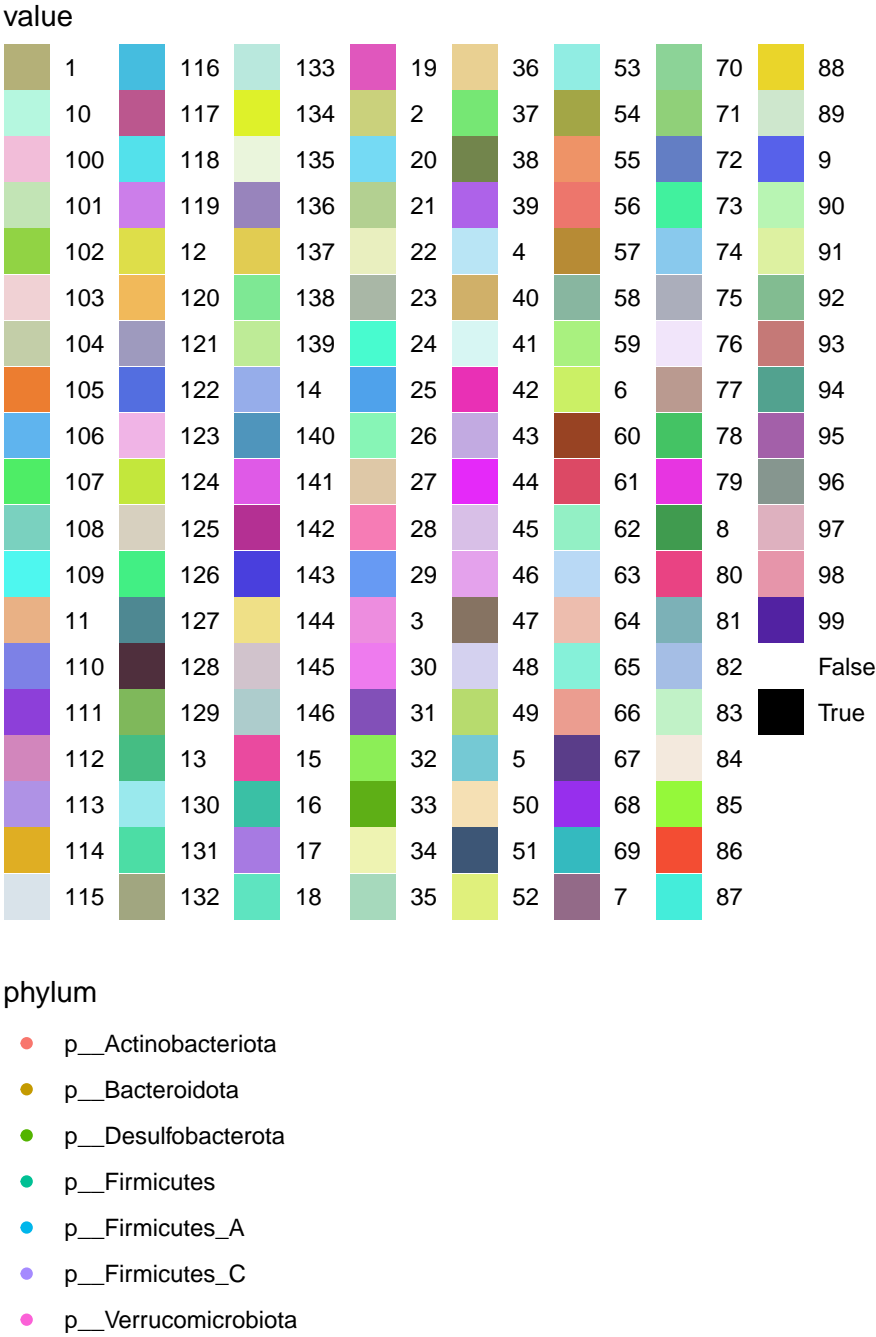 value
1 116 133 19 36 53 70 88
10 117 134 2 37 54 71 89
100 118 135 20 38 55 72 9
101 119 136 21 39 56 73 90
102 12 137 22 4 57 74 91
103 120 138 23 40 58 75 92
104 121 139 24 41 59 76 93
105 122 14 25 42 6 77 94
106 123 140 26 43 60 78 95
107 124 141 27 44 61 79 96
108 125 142 28 45 62 8 97
109 126 143 29 46 63 80 98
11 127 144 3 47 64 81 99
110 128 145 30 48 65 82 False
111 129 146 31 49 66 83 True
112 13 15 32 5 67 84
113 130 16 33 50 68 85
114 131 17 34 51 69 86
115 132 18 35 52 7 87
phylum
p__Actinobacteriota
p__Bacteroidota
p__Desulfobacterota
p__Firmicutes
p__Firmicutes_A
p__Firmicutes_C
p__Verrucomicrobiota